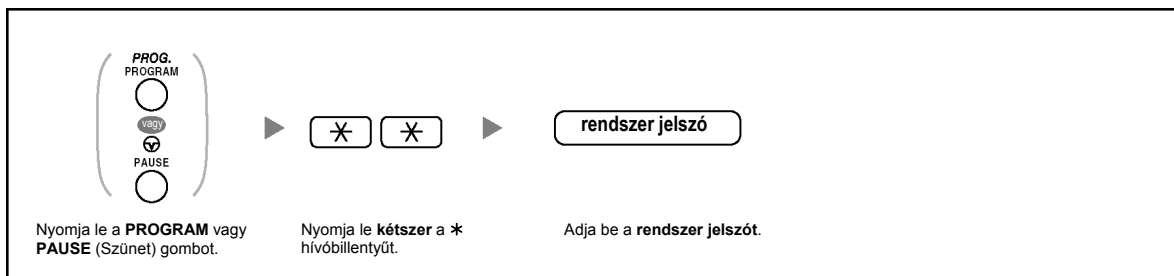 PROG.
PROGRAM
vagy
PAUSE
rendszer jelszó
Nyomja le a PROGRAM vagy
PAUSE (Szünet) gombot.
Nyomja le kétszer a *
hívóbillentyűt.
Adja be a rendszer jelszót.